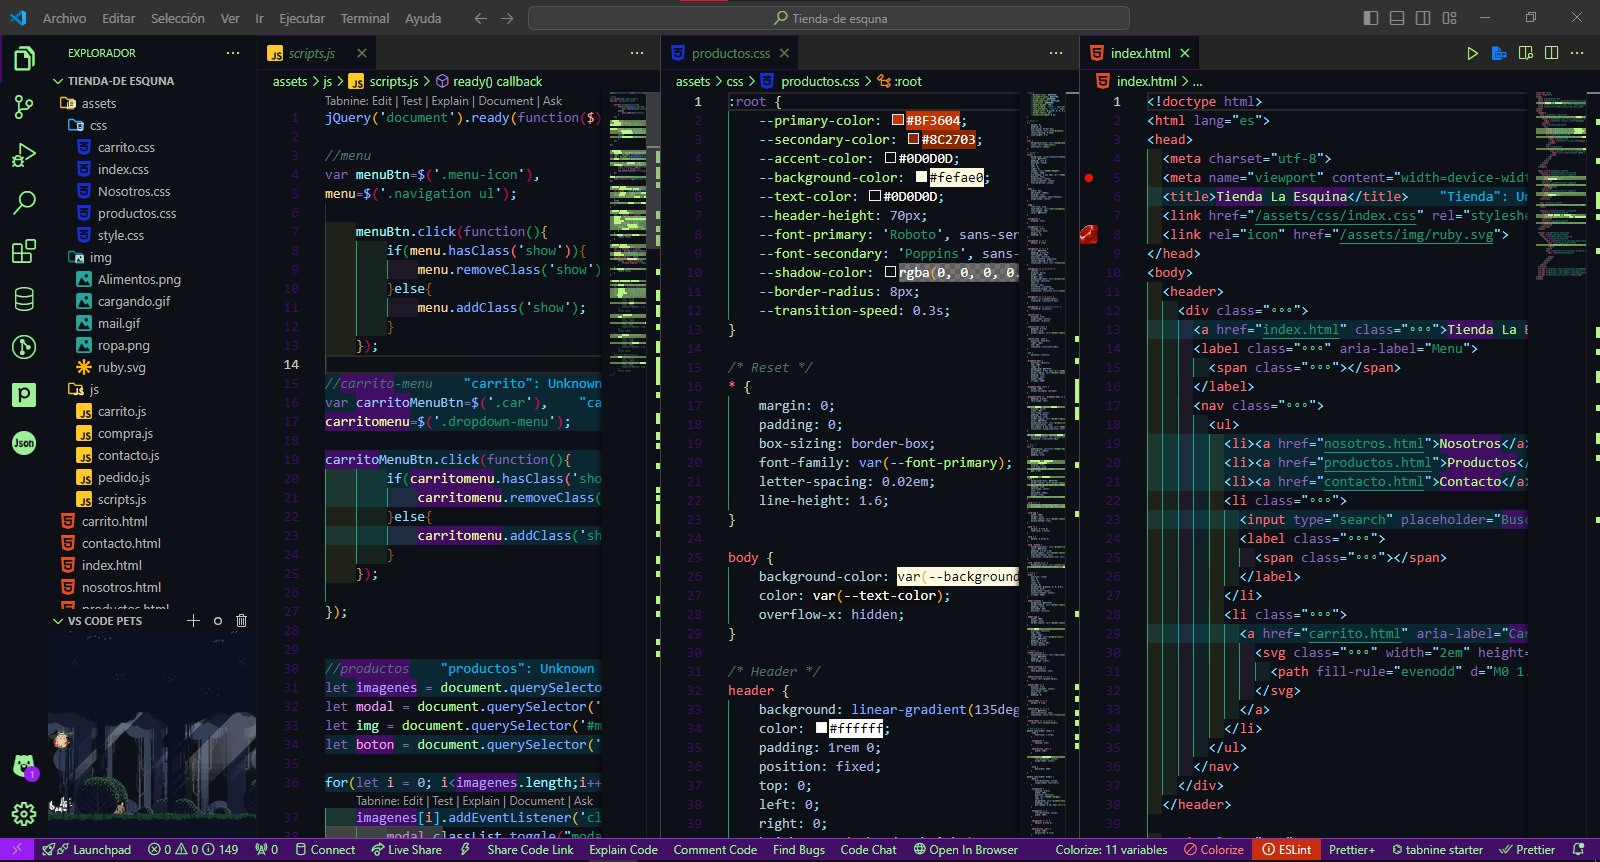 Archivo Editar Selección Ver Ir Ejecutar Terminal Ayuda
Tienda-de esquna
EXPLORADOR
TIENDA-DE ESQUNA
assets
css
carrito.css
index.css
Nosotros.css
productos.css
style.css
img
Alimentos.png
cargando.gif
mail.gif
ropa.png
ruby.svg
js
carrito.js
compra.js
contacto.js
pedido.js
scripts.js
carrito.html
contacto.html
index.html
nosotros.html
productos.html
VS CODE PETS
Json
1
JS scripts.js
assets > js > JS scripts.js > ready() callback
Tabnine: Edit | Test | Explain | Document | Ask
1 jQuery('document').ready(function($)
2
3 //menu
4 var menuBtn=$('.menu-icon'),
5 menu=$('.navigation ul');
6
7 menuBtn.click(function(){
8 if(menu.hasClass('show')){
9 menu.removeClass('show')
10 }else{
11 menu.addClass('show');
12 }
13 });
14
15 //carrito-menu "carrito": Unknown
16 var carritoMenuBtn=$('.car'), "ca
17 carritomenu=$('.dropdown-menu');
18
19 carritoMenuBtn.click(function(){
20 if(carritomenu.hasClass('sho
21 carritomenu.removeClass(
22 }else{
23 carritomenu.addClass('sh
24 }
25 });
26
27 });
28
29
30 //productos "productos": Unknown
31 let imagenes = document.querySelecto
32 let modal = document.querySelector('
33 let img = document.querySelector('#m
34 let boton = document.querySelector('
35
36 for(let i = 0; i<imagenes.length;i++
Tabnine: Edit | Test | Explain | Document | Ask
37 imagenes[i].addEventListener('cl
38 modal.classList.toggle("moda
productos.css
assets > css > productos.css > :root
1 :root {
2 --primary-color: #BF3604;
3 --secondary-color: #8C2703;
4 --accent-color: #0D0D0D;
5 --background-color: #fefae0;
6 --text-color: #0D0D0D;
7 --header-height: 70px;
8 --font-primary: 'Roboto', sans-ser
9 --font-secondary: 'Poppins', sans-
10 --shadow-color: rgba(0, 0, 0, 0.
11 --border-radius: 8px;
12 --transition-speed: 0.3s;
13 }
14
15 /* Reset */
16 * {
17 margin: 0;
18 padding: 0;
19 box-sizing: border-box;
20 font-family: var(--font-primary);
21 letter-spacing: 0.02em;
22 line-height: 1.6;
23 }
24
25 body {
26 background-color: var(--background
27 color: var(--text-color);
28 overflow-x: hidden;
29 }
30
31 /* Header */
32 header {
33 background: linear-gradient(135deg
34 color: #ffffff;
35 padding: 1rem 0;
36 position: fixed;
37 top: 0;
38 left: 0;
39 right: 0;
index.html
index.html > ...
1 <!doctype html>
2 <html lang="es">
3 <head>
4 <meta charset="utf-8">
5 <meta name="viewport" content="width=device-widt
6 <title>Tienda La Esquina</title> "Tienda": Un
7 <link href="/assets/css/index.css" rel="styleshe
8 <link rel="icon" href="/assets/img/ruby.svg">
9 </head>
10 <body>
11 <header>
12 <div class="°°°">
13 <a href="index.html" class="°°°">Tienda La E
14 <label class="°°°" aria-label="Menu">
15 <span class="°°°"></span>
16 </label>
17 <nav class="°°°">
18 <ul>
19 <li><a href="nosotros.html">Nosotros</a>
20 <li><a href="productos.html">Productos</
21 <li><a href="contacto.html">Contacto</a>
22 <li class="°°°">
23 <input type="search" placeholder="Busc
24 <label class="°°°">
25 <span class="°°°"></span>
26 </label>
27 </li>
28 <li class="°°°">
29 <a href="carrito.html" aria-label="Car
30 <svg class="°°°" width="2em" height=
31 <path fill-rule="evenodd" d="M0 1.
32 </svg>
33 </a>
34 </li>
35 </ul>
36 </nav>
37 </div>
38 </header>
Launchpad 0 0 149 0 Connect Live Share Share Code Link Explain Code Comment Code Find Bugs Code Chat Open In Browser Colorize: 11 variables Colorize ESLint Prettier+ tabnine starter Prettier